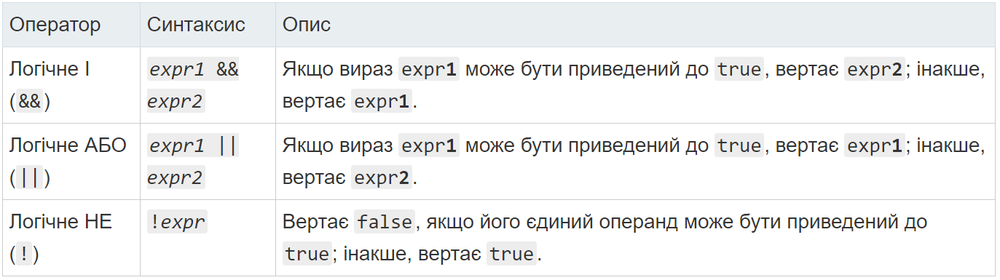 Оператор Синтаксис Опис
Логічне І expr1 && Якщо вираз expr1 може бути приведений до true, вертає expr2; інакше,
(&&) expr2 вертає expr1.
Логічне АБО expr1 || Якщо вираз expr1 може бути приведений до true, вертає expr1; інакше,
(||) expr2 вертає expr2.
Логічне НЕ !expr Вертає false, якщо його єдиний операнд може бути приведений до
(!) true; інакше, вертає true.